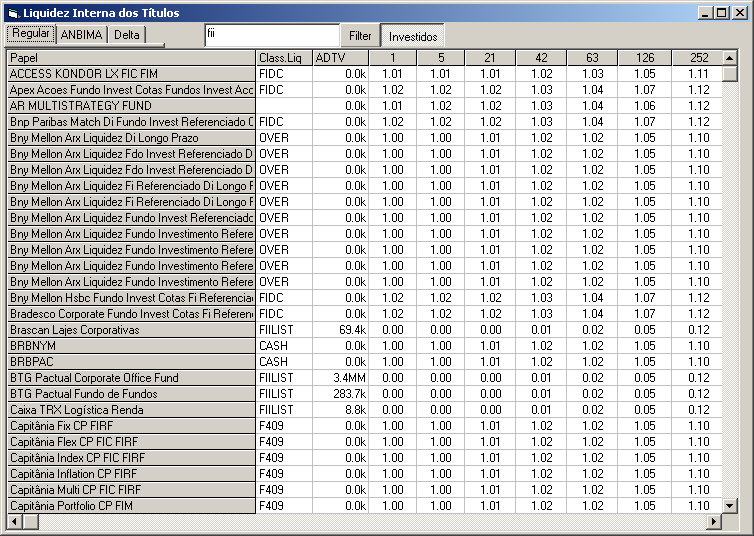 Liquidez Interna dos Títulos
Regular ANBIMA Delta fii Filter Investidos
Papel Class.Liq ADTV 1 5 21 42 63 126 252
ACCESS KONDOR LX FIC FIM FIDC 0.0k 1.01 1.01 1.01 1.02 1.03 1.05 1.11
Apex Acoes Fundo Invest Cotas Fundos Invest Acc FIDC 0.0k 1.02 1.02 1.02 1.03 1.04 1.07 1.12
AR MULTISTRATEGY FUND 0.0k 1.01 1.02 1.02 1.03 1.04 1.06 1.12
Bnp Paribas Match Di Fundo Invest Referenciado C FIDC 0.0k 1.02 1.02 1.02 1.03 1.04 1.07 1.12
Bny Mellon Arx Liquidez Di Longo Prazo OVER 0.0k 1.00 1.00 1.01 1.02 1.02 1.05 1.10
Bny Mellon Arx Liquidez Fdo Invest Referenciado D OVER 0.0k 1.00 1.00 1.01 1.02 1.02 1.05 1.10
Bny Mellon Arx Liquidez Fdo Invest Referenciado D OVER 0.0k 1.00 1.00 1.01 1.02 1.02 1.05 1.10
Bny Mellon Arx Liquidez Fi Referenciado Di Longo F OVER 0.0k 1.00 1.00 1.01 1.02 1.02 1.05 1.10
Bny Mellon Arx Liquidez Fi Referenciado Di Longo F OVER 0.0k 1.00 1.00 1.01 1.02 1.02 1.05 1.10
Bny Mellon Arx Liquidez Fundo Invest Referenciado OVER 0.0k 1.00 1.00 1.01 1.02 1.02 1.05 1.10
Bny Mellon Arx Liquidez Fundo Investimento Refere OVER 0.0k 1.00 1.00 1.01 1.02 1.02 1.05 1.10
Bny Mellon Arx Liquidez Fundo Investimento Refere OVER 0.0k 1.00 1.00 1.01 1.02 1.02 1.05 1.10
Bny Mellon Arx Liquidez Fundo Investimento Refere OVER 0.0k 1.00 1.00 1.01 1.02 1.02 1.05 1.10
Bny Mellon Arx Liquidez Fundo Investimento Refere OVER 0.0k 1.00 1.00 1.01 1.02 1.02 1.05 1.10
Bny Mellon Hsbc Fundo Invest Cotas Fi Referencia FIDC 0.0k 1.02 1.02 1.02 1.03 1.04 1.07 1.12
Bradesco Corporate Fundo Invest Cotas Fi Referen FIDC 0.0k 1.02 1.02 1.02 1.03 1.04 1.07 1.12
Brascan Lajes Corporativas FIILIST 69.4k 0.00 0.00 0.00 0.01 0.02 0.05 0.12
BRBNYM CASH 0.0k 1.00 1.00 1.01 1.02 1.02 1.05 1.10
BRBPAC CASH 0.0k 1.00 1.00 1.01 1.02 1.02 1.05 1.10
BTG Pactual Corporate Office Fund FIILIST 3.4MM 0.00 0.00 0.00 0.01 0.02 0.05 0.12
BTG Pactual Fundo de Fundos FIILIST 283.7k 0.00 0.00 0.00 0.01 0.02 0.05 0.12
Caixa TRX Logística Renda FIILIST 8.8k 0.00 0.00 0.00 0.01 0.02 0.05 0.12
Capitânia Fix CP FIRF F409 0.0k 1.00 1.00 1.01 1.02 1.02 1.05 1.10
Capitânia Flex CP FIC FIRF F409 0.0k 1.00 1.00 1.01 1.02 1.02 1.05 1.10
Capitânia Index CP FIC FIRF F409 0.0k 1.00 1.00 1.01 1.02 1.02 1.05 1.10
Capitânia Inflation CP FIRF F409 0.0k 1.00 1.00 1.01 1.02 1.02 1.05 1.10
Capitânia Multi CP FIC FIRF F409 0.0k 1.00 1.00 1.01 1.02 1.02 1.05 1.10
Capitânia Portfolio CP FIM F409 0.0k 1.00 1.00 1.01 1.02 1.02 1.05 1.10